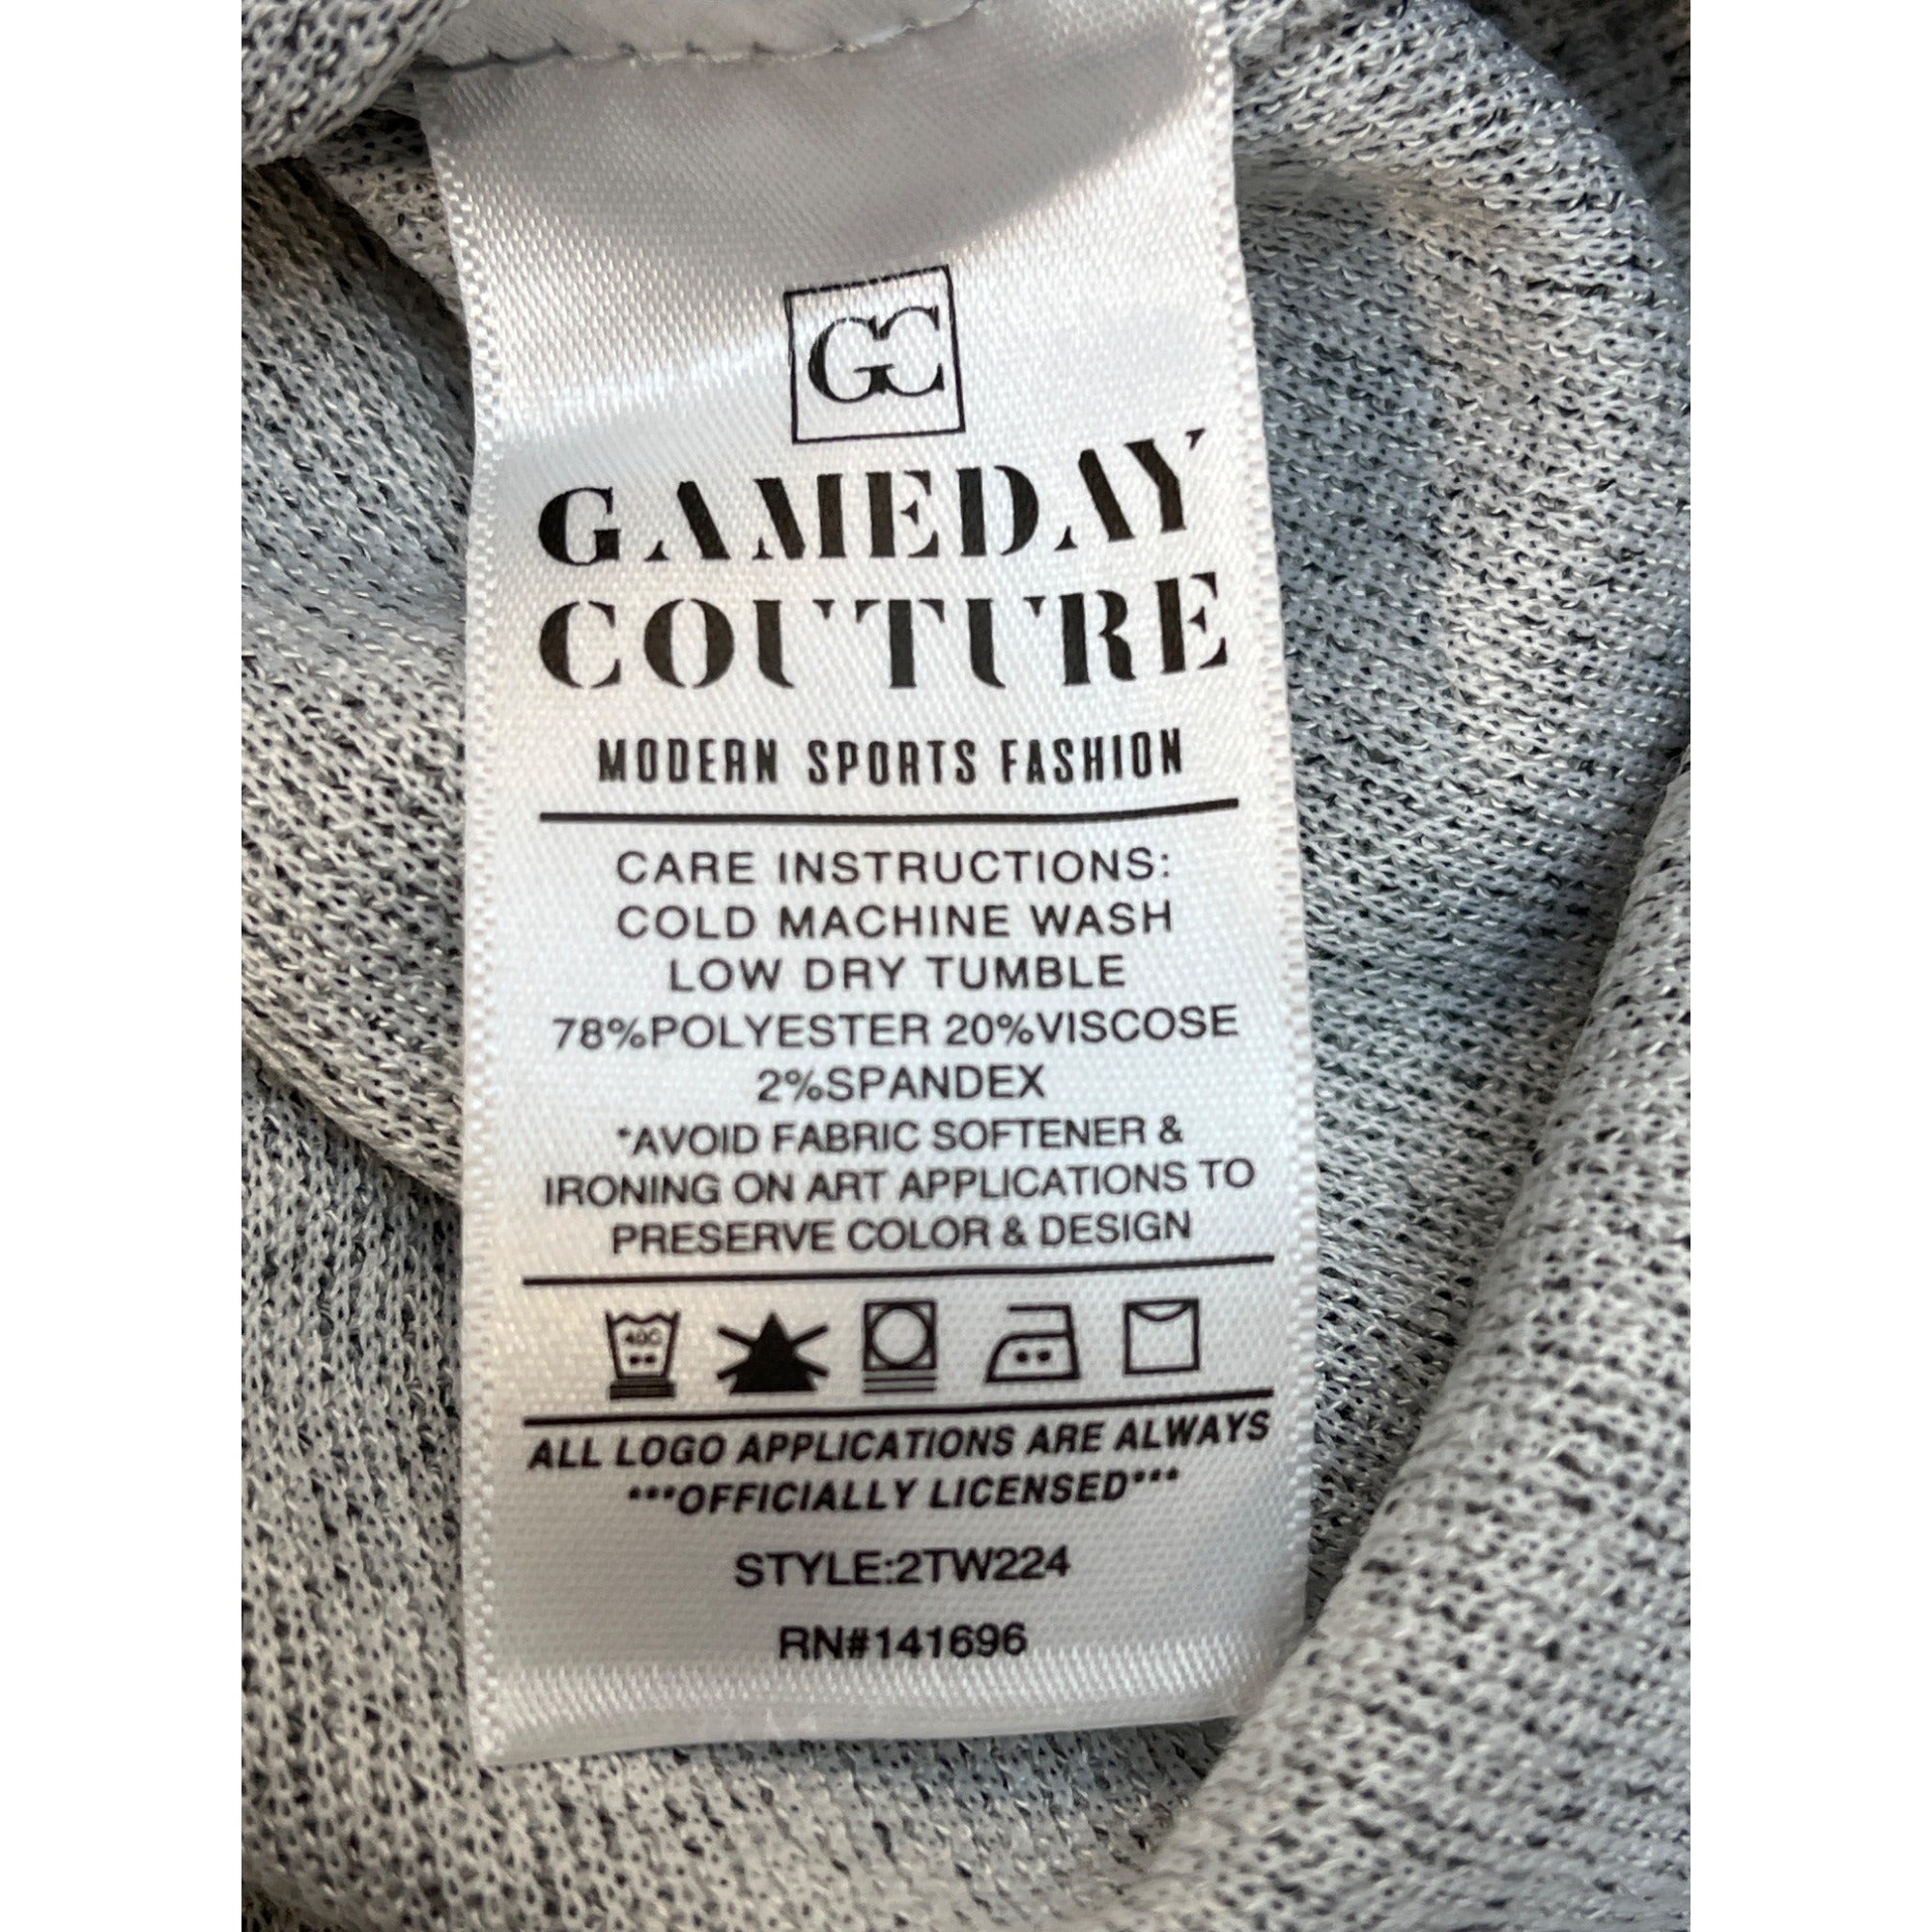 GC
GAMEDAY
COUTURE
MODERN SPORTS FASHION
CARE INSTRUCTIONS:
COLD MACHINE WASH
LOW DRY TUMBLE
78%POLYESTER 20%VISCOSE
2%SPANDEX
*AVOID FABRIC SOFTENER &
IRONING ON ART APPLICATIONS TO
PRESERVE COLOR & DESIGN
40C
ALL LOGO APPLICATIONS ARE ALWAYS
***OFFICIALLY LICENSED***
STYLE:2TW224
RN#141696